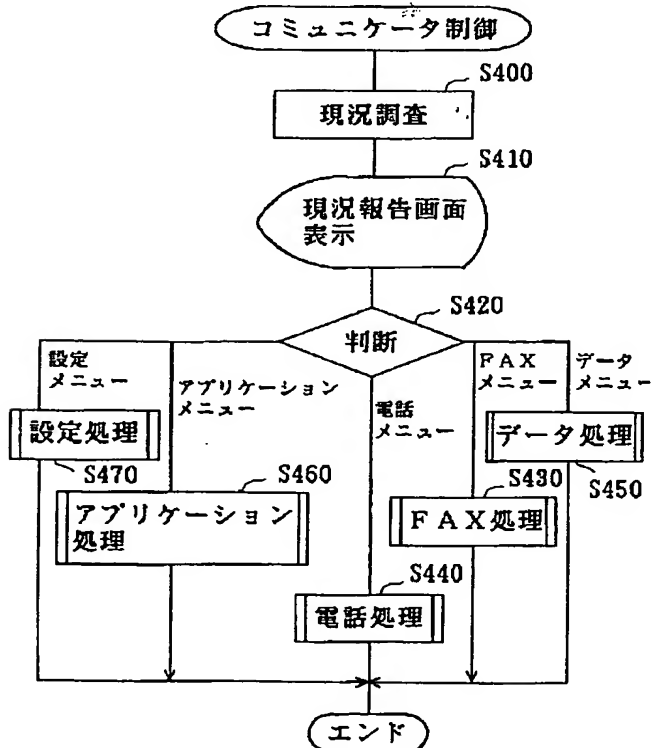 コミュニケータ制御
S400
現況調査
S410
現況報告画面
表示
S420
判断
設定
メニュー
アプリケーション
メニュー
電話
メニュー
FAX
メニュー
データ
メニュー
設定処理
S470
データ処理
S450
S460
アプリケーション
処理
S430
FAX処理
S440
電話処理
エンド